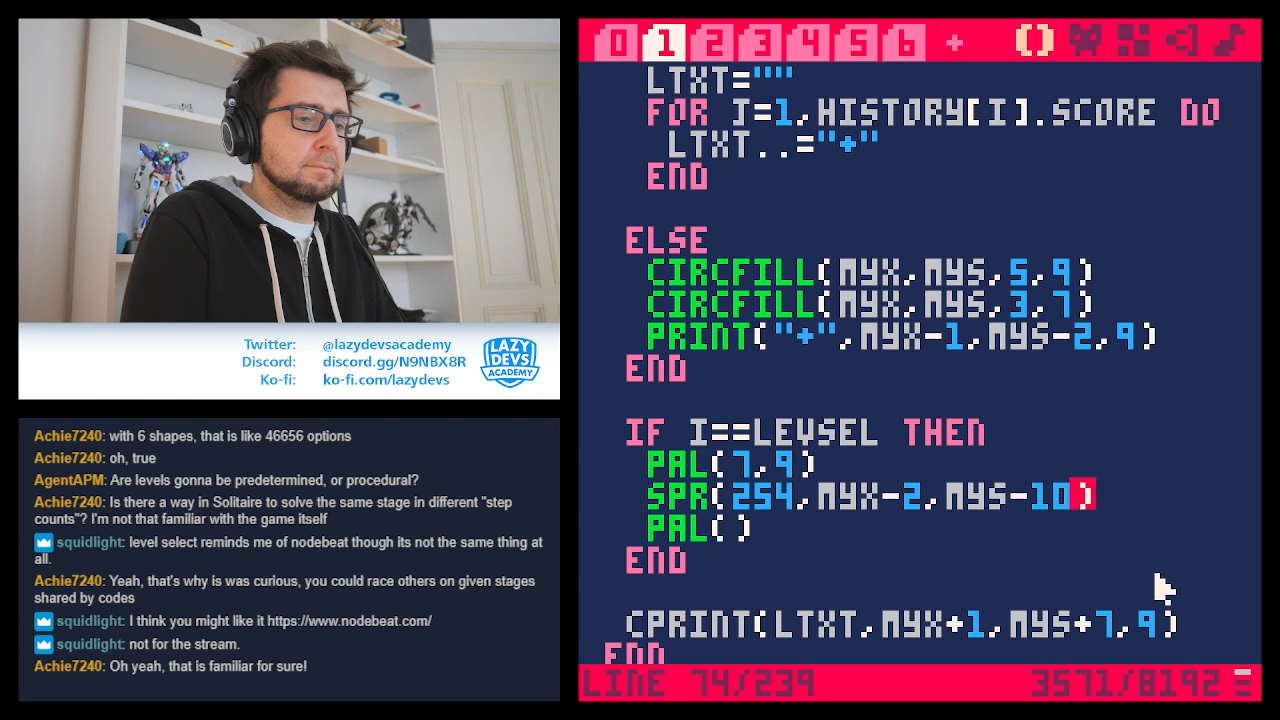 Twitter: @lazydevsacademy
Discord: discord.gg/N9NBX8R
Ko-fi: ko-fi.com/lazydevs
LAZY
DEVS
ACADEMY
Achie7240: with 6 shapes, that is like 46656 options
Achie7240: oh, true
AgentAPM: Are levels gonna be predetermined, or procedural?
Achie7240: Is there a way in Solitaire to solve the same stage in different "step
counts"? I'm not that familiar with the game itself
squidlight: level select reminds me of nodebeat though its not the same thing at
all.
Achie7240: Yeah, that's why is was curious, you could race others on given stages
shared by codes
squidlight: I think you might like it https://www.nodebeat.com/
squidlight: not for the stream.
Achie7240: Oh yeah, that is familiar for sure!
0 1 2 3 4 5 6 + ()
LTXT=""
FOR J=1,HISTORY[I].SCORE DO
LTXT..="+"
END
ELSE
CIRCFILL(MYX,MYS,5,9)
CIRCFILL(MYX,MYS,3,7)
PRINT("+",MYX-1,MYS-2,9)
END
IF I==LEVSEL THEN
PAL(7,9)
SPR(254,MYX-2,MYS-10)
PAL()
END
CPRINT(LTXT,MYX+1,MYS+7,9)
END
LINE 74/239 3571/8192